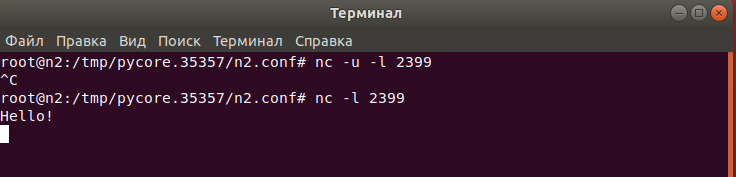 Терминал
Файл Правка Вид Поиск Терминал Справка
root@n2:/tmp/pycore.35357/n2.conf# nc -u -l 2399
^C
root@n2:/tmp/pycore.35357/n2.conf# nc -l 2399
Hello!